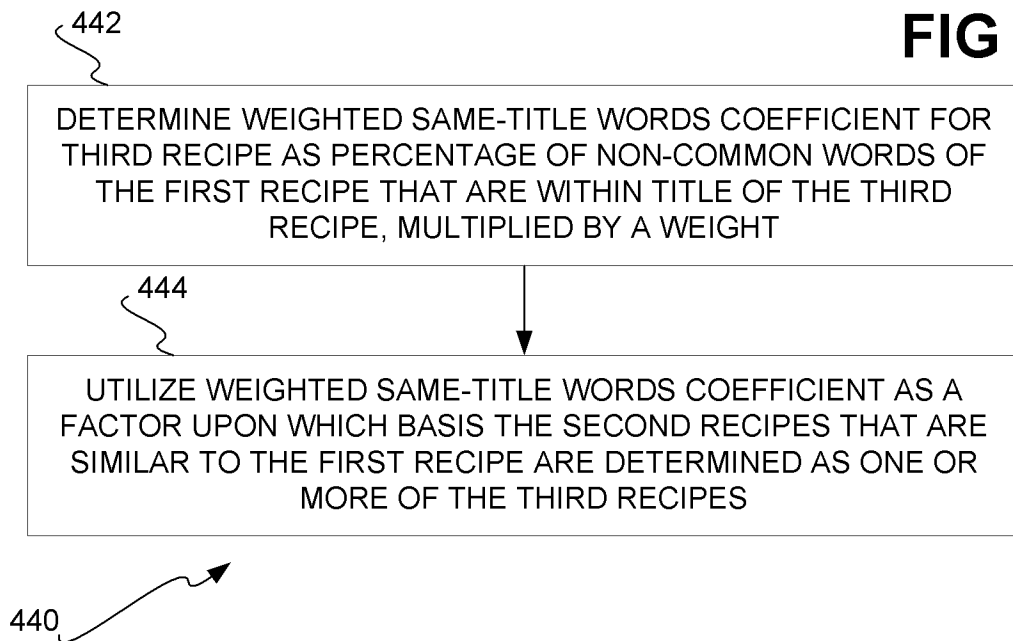 442
FIG
DETERMINE WEIGHTED SAME-TITLE WORDS COEFFICIENT FOR
THIRD RECIPE AS PERCENTAGE OF NON-COMMON WORDS OF
THE FIRST RECIPE THAT ARE WITHIN TITLE OF THE THIRD
RECIPE, MULTIPLIED BY A WEIGHT
444
UTILIZE WEIGHTED SAME-TITLE WORDS COEFFICIENT AS A
FACTOR UPON WHICH BASIS THE SECOND RECIPES THAT ARE
SIMILAR TO THE FIRST RECIPE ARE DETERMINED AS ONE OR
MORE OF THE THIRD RECIPES
440